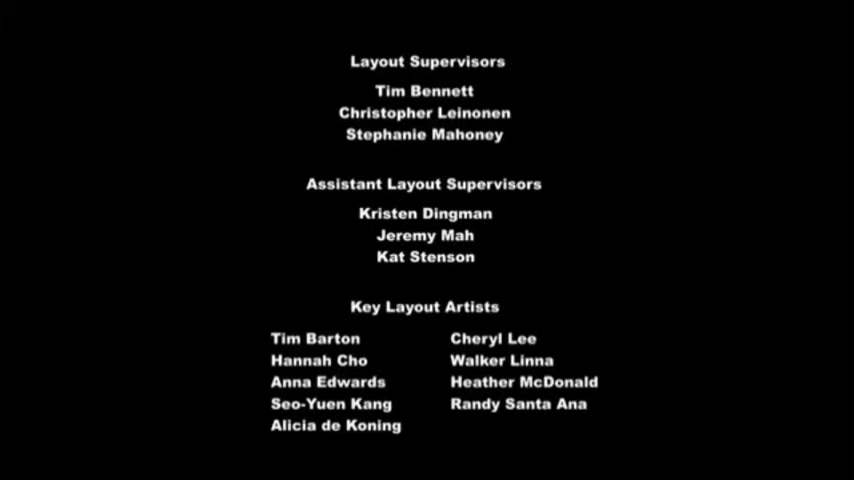 Layout Supervisors
Tim Bennett
Christopher Leinonen
Stephanie Mahoney
Assistant Layout Supervisors
Kristen Dingman
Jeremy Mah
Kat Stenson
Key Layout Artists
Tim Barton
Hannah Cho
Anna Edwards
Seo-Yuen Kang
Alicia de Koning
Cheryl Lee
Walker Linna
Heather McDonald
Randy Santa Ana